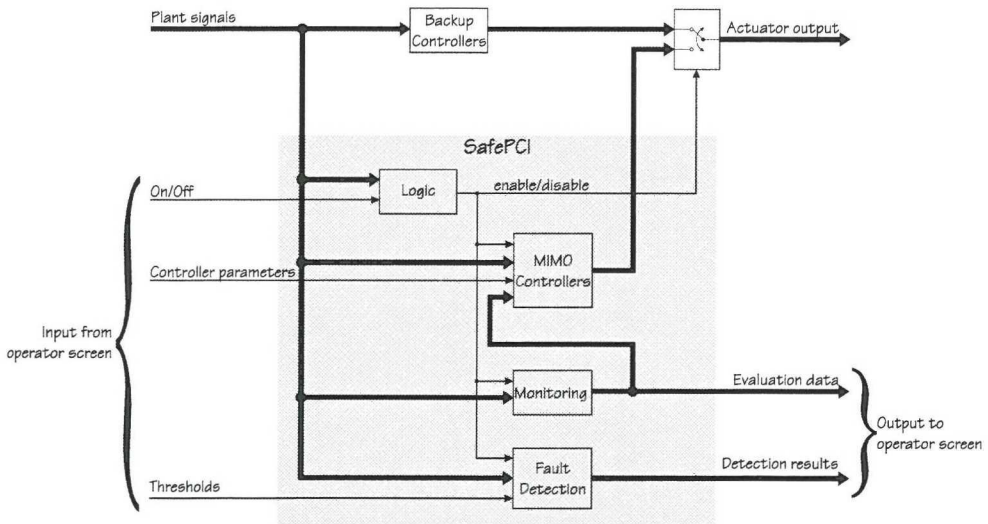 Plant signals
Backup
Controllers
Actuator output
SafePCI
On/Off
Logic
enable/disable
MIMO
Controllers
Controller parameters
Input from
operator screen
Monitoring
Evaluation data
Output to
operator screen
Fault
Detection
Detection results
Thresholds